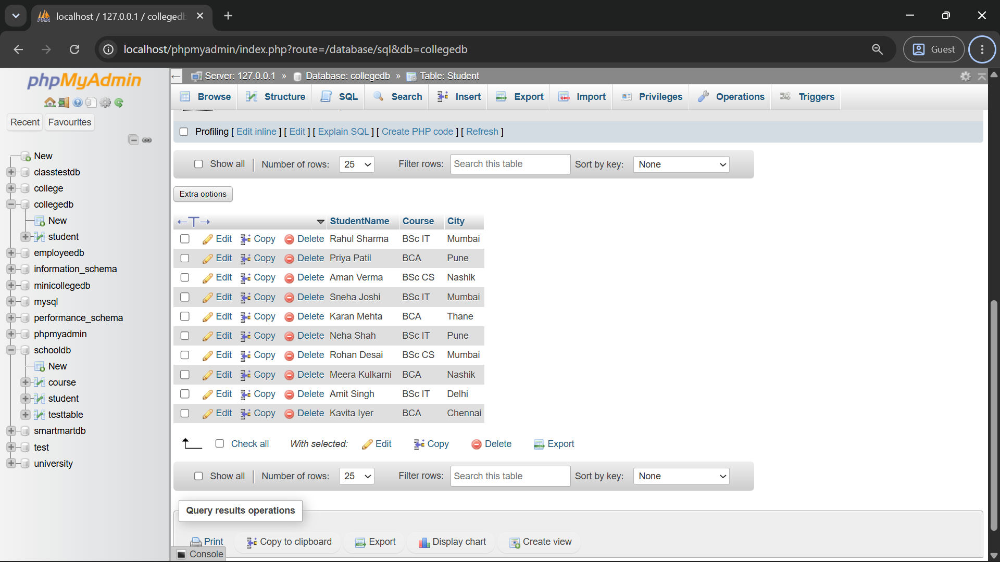 localhost / 127.0.0.1 / collegedb
localhost/phpmyadmin/index.php?route=/database/sql&db=collegedb
Guest
phpMyAdmin
Recent Favourites
New
classtestdb
college
collegedb
New
student
employeedb
information_schema
minicollegedb
mysql
performance_schema
phpmyadmin
schooldb
New
course
student
testtable
smartmartdb
test
university
Server: 127.0.0.1 » Database: collegedb » Table: Student
Browse Structure SQL Search Insert Export Import Privileges Operations Triggers
Profiling [ Edit inline ] [ Edit ] [ Explain SQL ] [ Create PHP code ] [ Refresh ]
Show all Number of rows: 25 Filter rows: Search this table Sort by key: None
Extra options
←T→ StudentName Course City
Edit Copy Delete Rahul Sharma BSc IT Mumbai
Edit Copy Delete Priya Patil BCA Pune
Edit Copy Delete Aman Verma BSc CS Nashik
Edit Copy Delete Sneha Joshi BSc IT Mumbai
Edit Copy Delete Karan Mehta BCA Thane
Edit Copy Delete Neha Shah BSc IT Pune
Edit Copy Delete Rohan Desai BSc CS Mumbai
Edit Copy Delete Meera Kulkarni BCA Nashik
Edit Copy Delete Amit Singh BSc IT Delhi
Edit Copy Delete Kavita Iyer BCA Chennai
Check all With selected: Edit Copy Delete Export
Show all Number of rows: 25 Filter rows: Search this table Sort by key: None
Query results operations
Print Copy to clipboard Export Display chart Create view
Console